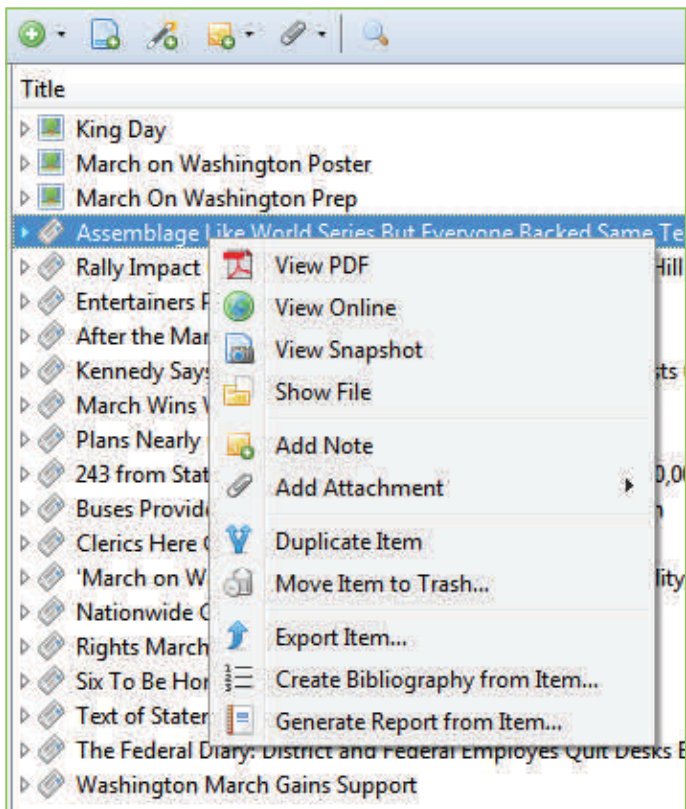 Title
King Day
March on Washington Poster
March On Washington Prep
Assemblage Like World Series But Everyone Backed Same Te
Rally Impact
Hill
Entertainers
After the Mar
Kennedy Says
sts
March Wins
Plans Nearly
243 from Stat
0,0
Buses Provid
Clerics Here
'March on W
lity
Nationwide
Rights March
Six To Be Hor
Text of Stater
The Federal Diary: District and Federal Employes Quit Desks
Washington March Gains Support
View PDF
View Online
View Snapshot
Show File
Add Note
Add Attachment
Duplicate Item
Move Item to Trash...
Export Item...
Create Bibliography from Item...
Generate Report from Item...